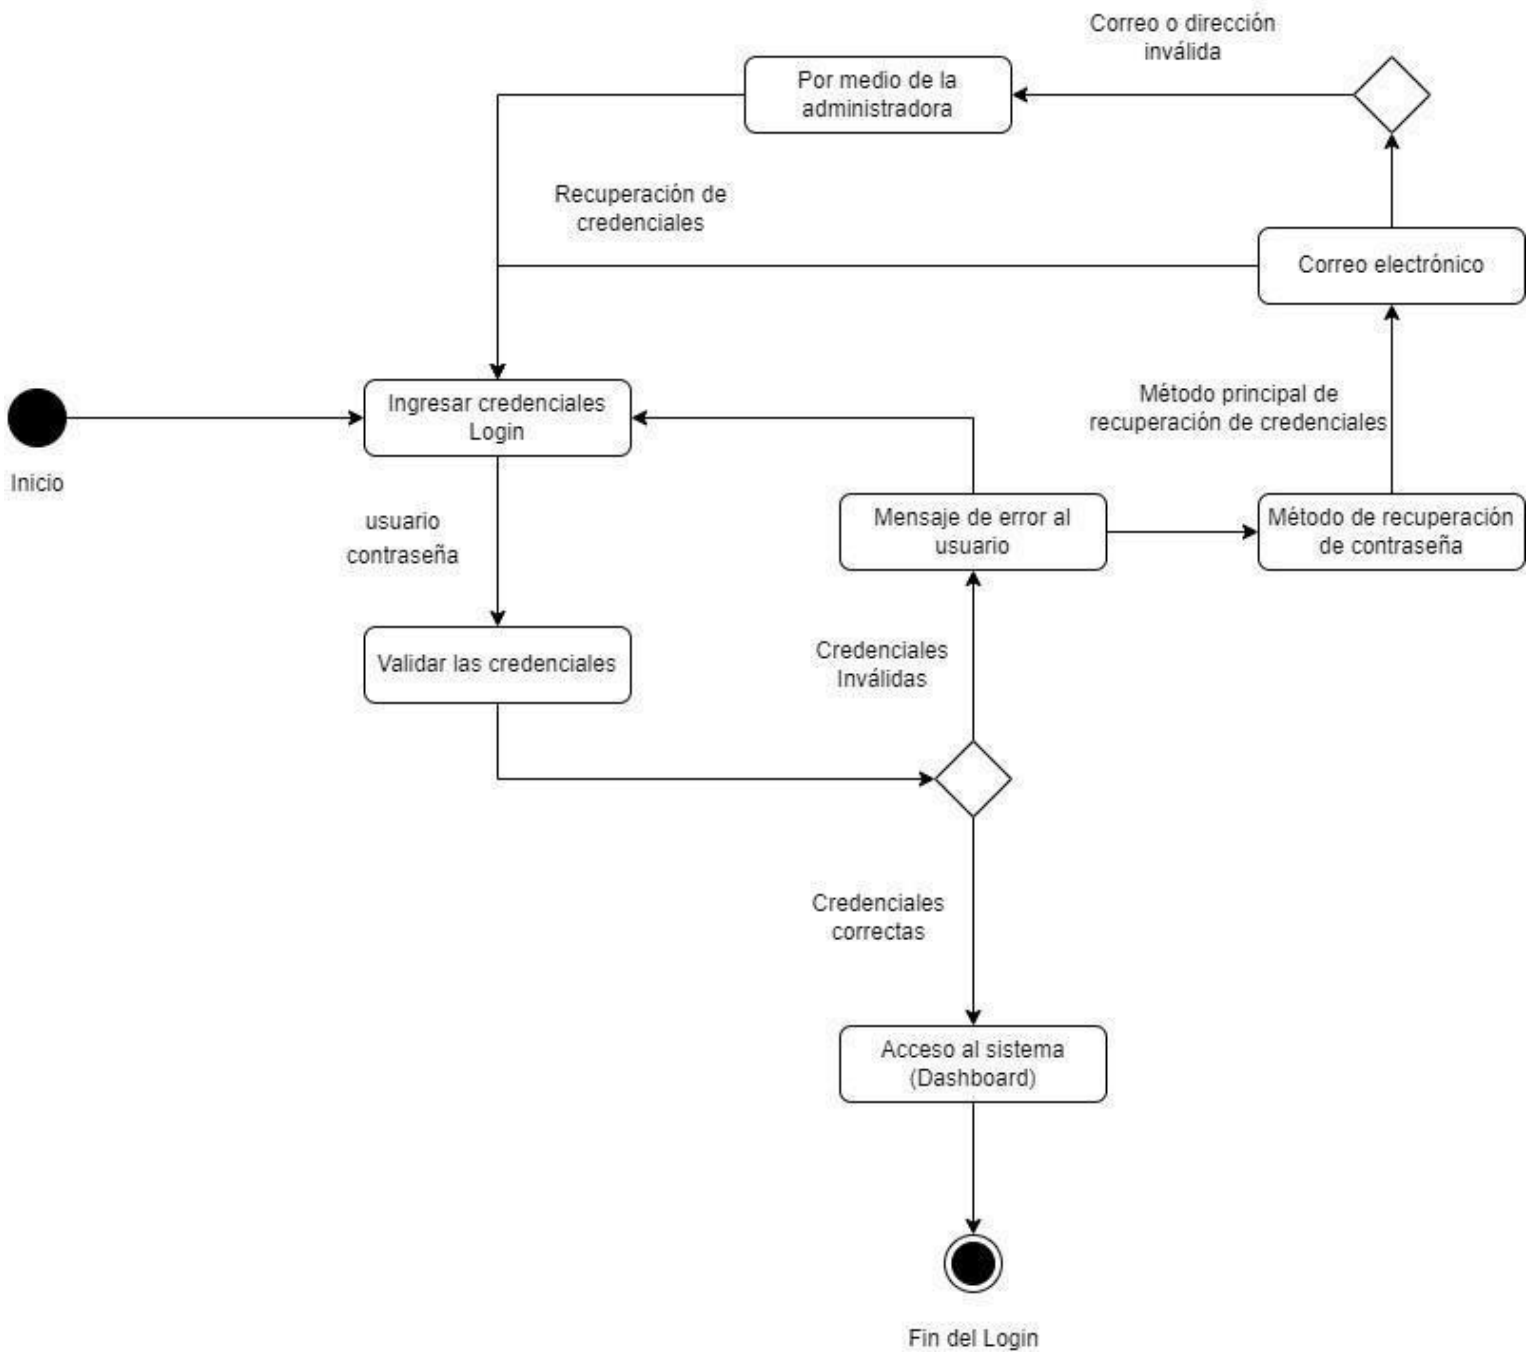 Correo o dirección
inválida
Por medio de la
administradora
Recuperación de
credenciales
Correo electrónico
Ingresar credenciales
Login
Método principal de
recuperación de credenciales
Inicio
usuario
contraseña
Mensaje de error al
usuario
Método de recuperación
de contraseña
Validar las credenciales
Credenciales
Inválidas
Credenciales
correctas
Acceso al sistema
(Dashboard)
Fin del Login